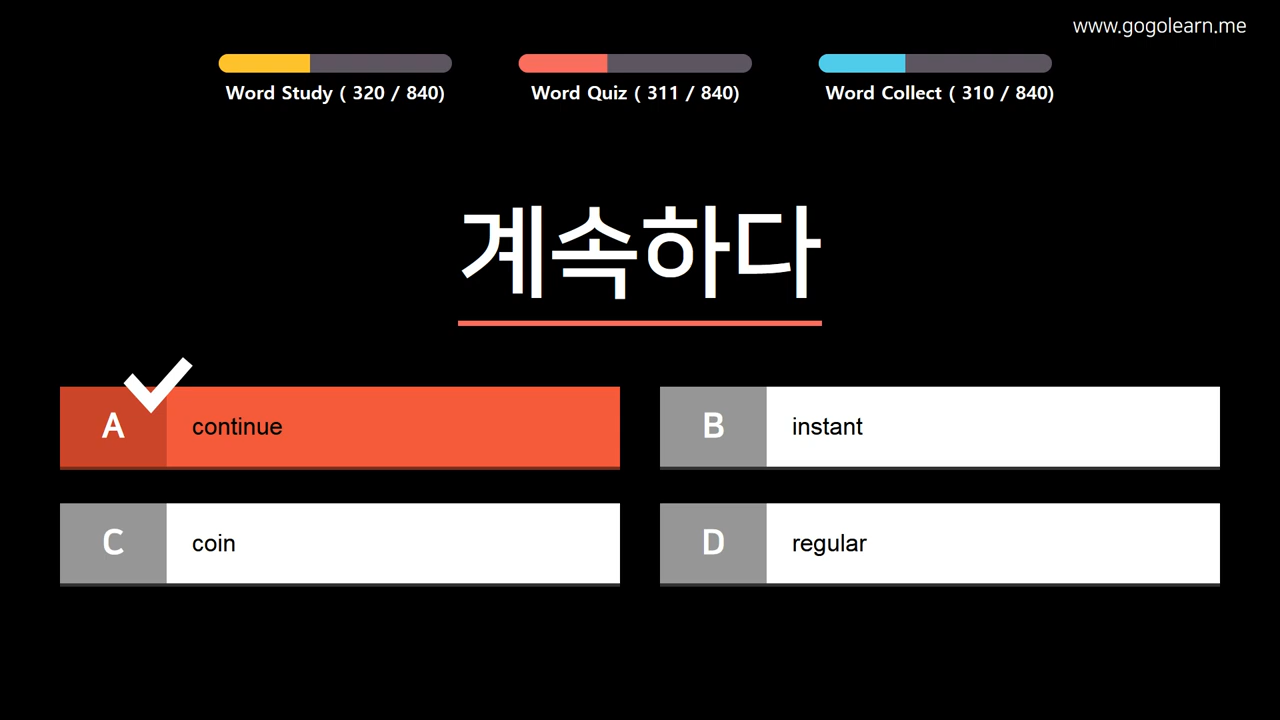 www.gogolearn.me
Word Study ( 320 / 840)
Word Quiz ( 311 / 840)
Word Collect ( 310 / 840)
계속하다
A continue
B instant
C coin
D regular